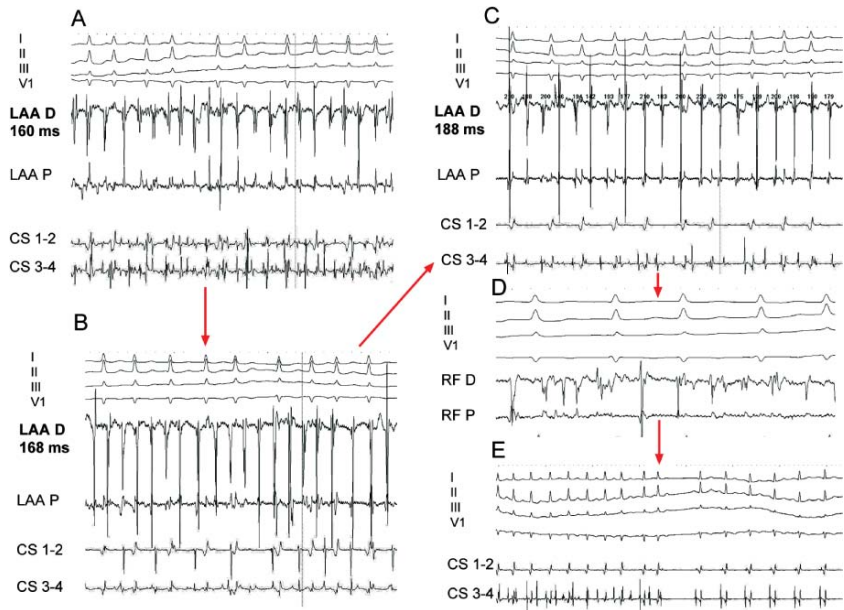 A
I
II
III
V1
LAA D
160 ms
LAA P
CS 1-2
CS 3-4
B
I
II
III
V1
LAA D
168 ms
LAA P
CS 1-2
CS 3-4
C
I
II
III
V1
LAA D
188 ms
LAA P
CS 1-2
CS 3-4
D
I
II
III
V1
RF D
RF P
E
I
II
III
V1
CS 1-2
CS 3-4